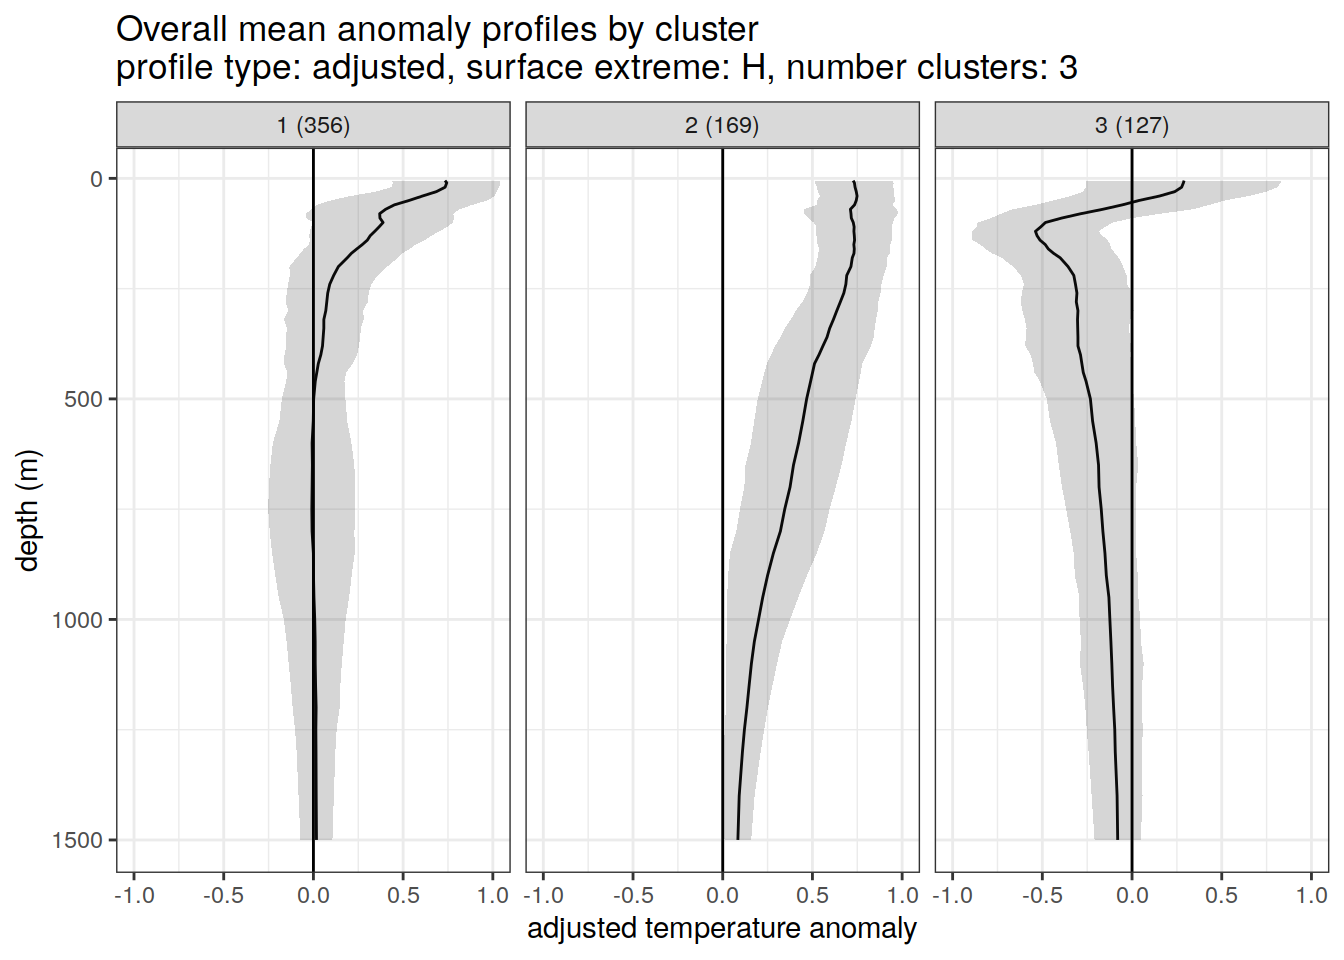 Overall mean anomaly profiles by cluster
profile type: adjusted, surface extreme: H, number clusters: 3
1 (356)
2 (169)
3 (127)
0
500
1000
1500
depth (m)
-1.0 -0.5 0.0 0.5 1.0
-1.0 -0.5 0.0 0.5 1.0
-1.0 -0.5 0.0 0.5 1.0
adjusted temperature anomaly